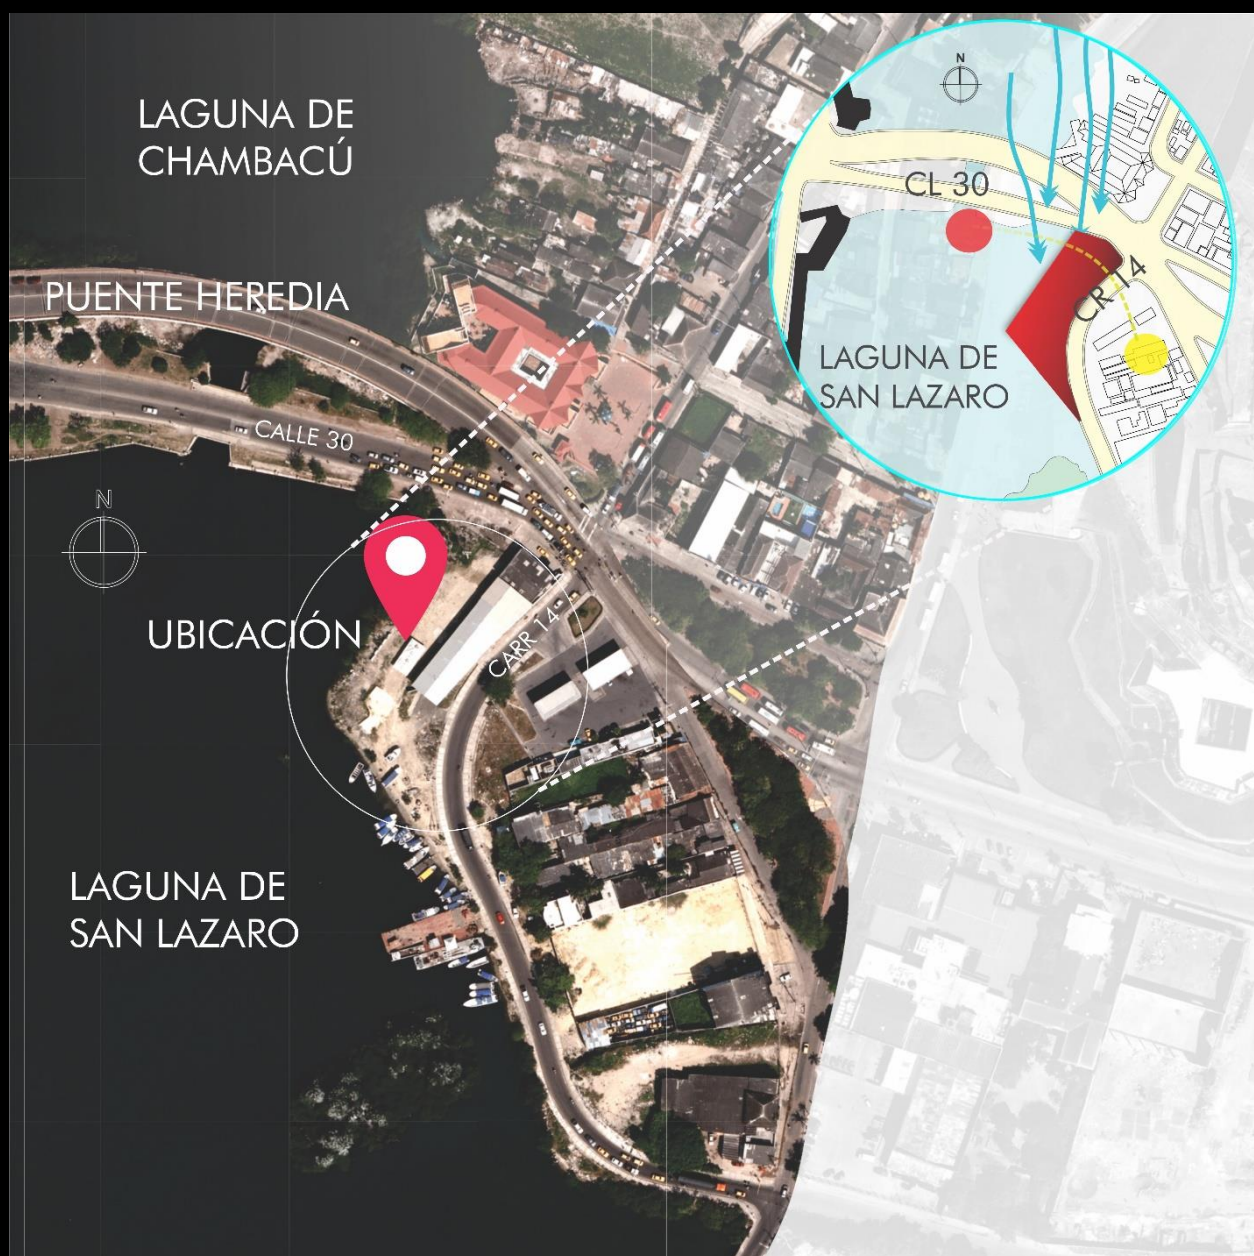 LAGUNA DE
CHAMBACÚ
PUENTE HEREDIA
CALLE 30
N
UBICACIÓN
CARR 14
LAGUNA DE
SAN LAZARO
N
CL 30
CR 14
LAGUNA DE
SAN LAZARO